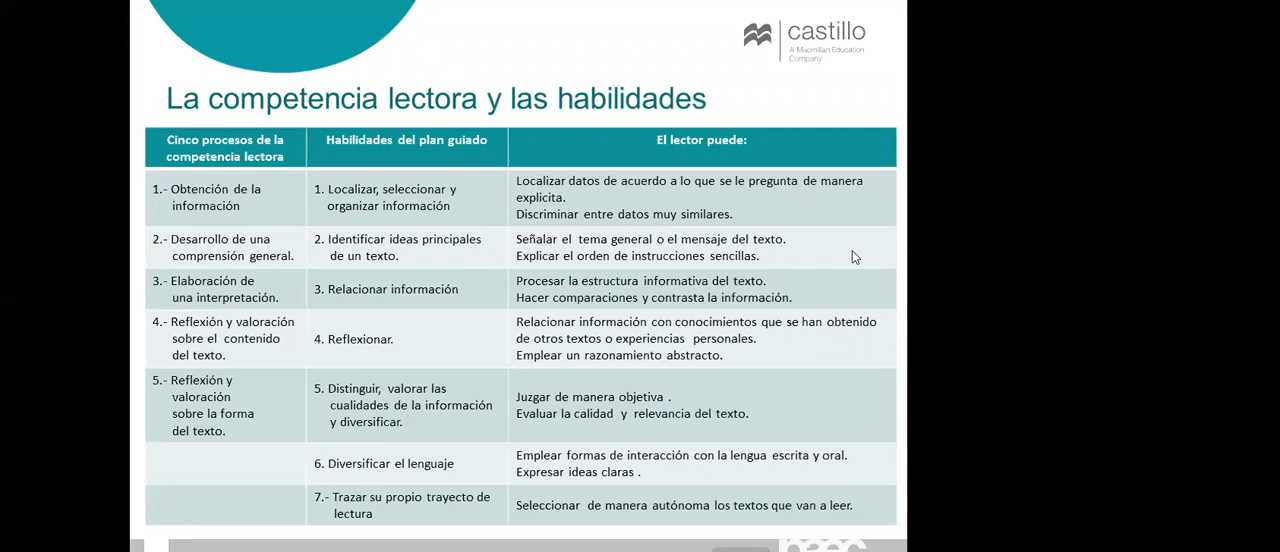 castillo
A Macmillan Education
Company
La competencia lectora y las habilidades
Cinco procesos de la
competencia lectora
Habilidades del plan guiado
El lector puede:
1.- Obtención de la
información
1. Localizar, seleccionar y
organizar información
Localizar datos de acuerdo a lo que se le pregunta de manera
explicita.
Discriminar entre datos muy similares.
2.- Desarrollo de una
comprensión general.
2. Identificar ideas principales
de un texto.
Señalar el tema general o el mensaje del texto.
Explicar el orden de instrucciones sencillas.
3.- Elaboración de
una interpretación.
3. Relacionar información
Procesar la estructura informativa del texto.
Hacer comparaciones y contrasta la información.
4.- Reflexión y valoración
sobre el contenido
del texto.
4. Reflexionar.
Relacionar información con conocimientos que se han obtenido
de otros textos o experiencias personales.
Emplear un razonamiento abstracto.
5.- Reflexión y
valoración
sobre la forma
del texto.
5. Distinguir, valorar las
cualidades de la información
y diversificar.
Juzgar de manera objetiva .
Evaluar la calidad y relevancia del texto.
6. Diversificar el lenguaje
Emplear formas de interacción con la lengua escrita y oral.
Expresar ideas claras .
7.- Trazar su propio trayecto de
lectura
Seleccionar de manera autónoma los textos que van a leer.